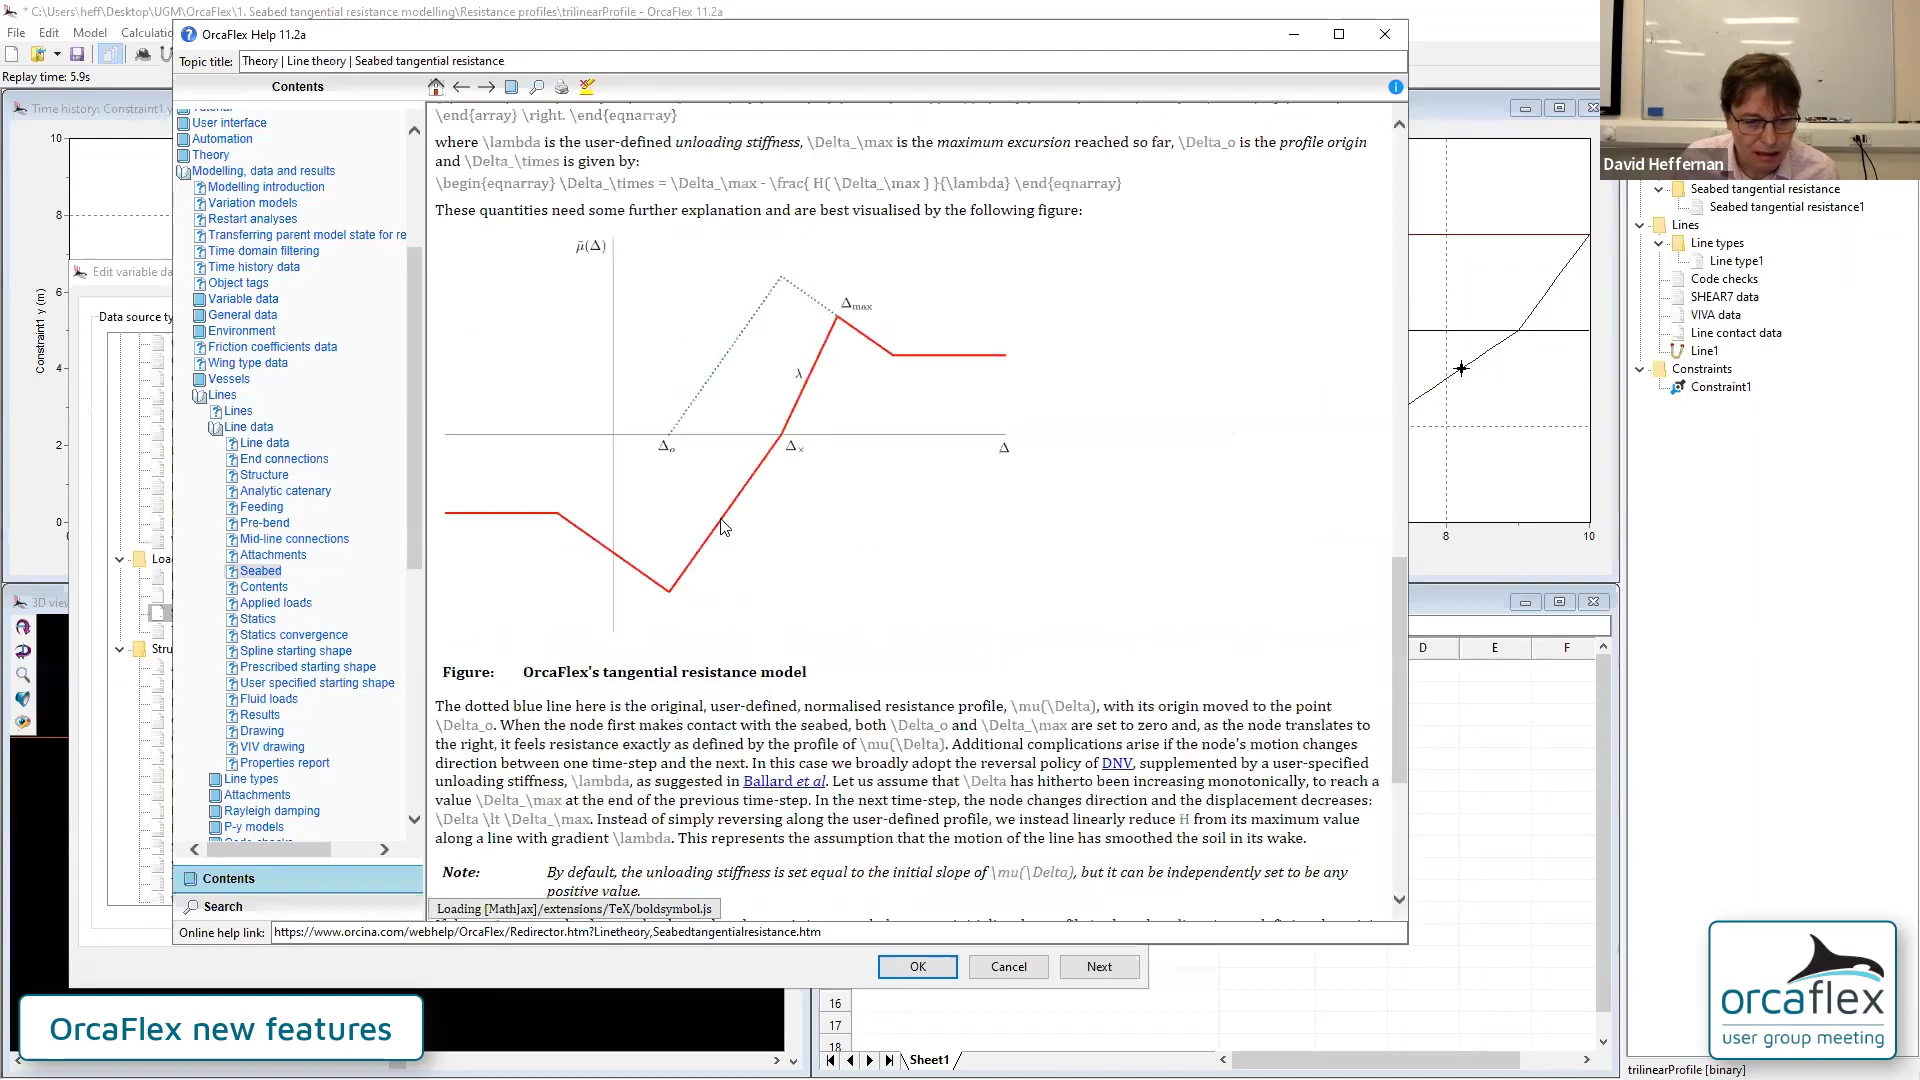 * C:\Users\heff\Desktop\UGM\OrcaFlex\1. Seabed tangential resistance modelling\Resistance profiles\trilinearProfile - OrcaFlex 11.2a
File Edit Model
Replay time: 5.9s
OrcaFlex Help 11.2a
Topic title: Theory | Line theory | Seabed tangential resistance
Contents
User interface
Automation
Theory
Modelling, data and results
Modelling introduction
Variation models
Restart analyses
Transferring parent model state for re
Time domain filtering
Time history data
Object tags
Variable data
General data
Environment
Friction coefficients data
Wing type data
Vessels
Lines
Lines
Line data
Line data
End connections
Structure
Analytic catenary
Feeding
Pre-bend
Mid-line connections
Attachments
Seabed
Contents
Applied loads
Statics
Statics convergence
Spline starting shape
Prescribed starting shape
User specified starting shape
Fluid loads
Results
Drawing
VIV drawing
Properties report
Line types
Attachments
Rayleigh damping
P-y models
Contents
Search
Online help link: https://www.orcina.com/webhelp/OrcaFlex/Redirector.htm?Linetheory,Seabedtangentialresistance.htm
\end{array} \right. \end{eqnarray}
where \lambda is the user-defined unloading stiffness, \Delta_\max is the maximum excursion reached so far, \Delta_o is the profile origin
and \Delta_\times is given by:
\begin{eqnarray} \Delta_\times = \Delta_\max - \frac{ H( \Delta_\max ) }{\lambda} \end{eqnarray}
These quantities need some further explanation and are best visualised by the following figure:
μ̄(Δ)
Δmax
λ
Δo
Δ×
Δ
Figure: OrcaFlex's tangential resistance model
The dotted blue line here is the original, user-defined, normalised resistance profile, \mu(\Delta), with its origin moved to the point
\Delta_o. When the node first makes contact with the seabed, both \Delta_o and \Delta_\max are set to zero and, as the node translates to
the right, it feels resistance exactly as defined by the profile of \mu(\Delta). Additional complications arise if the node's motion changes
direction between one time-step and the next. In this case we broadly adopt the reversal policy of DNV, supplemented by a user-specified
unloading stiffness, \lambda, as suggested in Ballard et al. Let us assume that \Delta has hitherto been increasing monotonically, to reach a
value \Delta_\max at the end of the previous time-step. In the next time-step, the node changes direction and the displacement decreases:
\Delta \lt \Delta_\max. Instead of simply reversing along the user-defined profile, we instead linearly reduce H from its maximum value
along a line with gradient \lambda. This represents the assumption that the motion of the line has smoothed the soil in its wake.
Note: By default, the unloading stiffness is set equal to the initial slope of \mu(\Delta), but it can be independently set to be any
positive value.
Loading [MathJax]/extensions/TeX/boldsymbol.js
Time history: Constraint1 y
10
8
6
4
2
0
Constraint1 y (m)
Edit variable da
Data source ty
Loa
Stru
3D view
OK Cancel Next
8
10
D E F
16
17
18
Sheet1
David Heffernan
Seabed tangential resistance
Seabed tangential resistance1
Lines
Line types
Line type1
Code checks
SHEAR7 data
VIVA data
Line contact data
Line1
Constraints
Constraint1
trilinearProfile [binary]
OrcaFlex new features
orcaflex
user group meeting